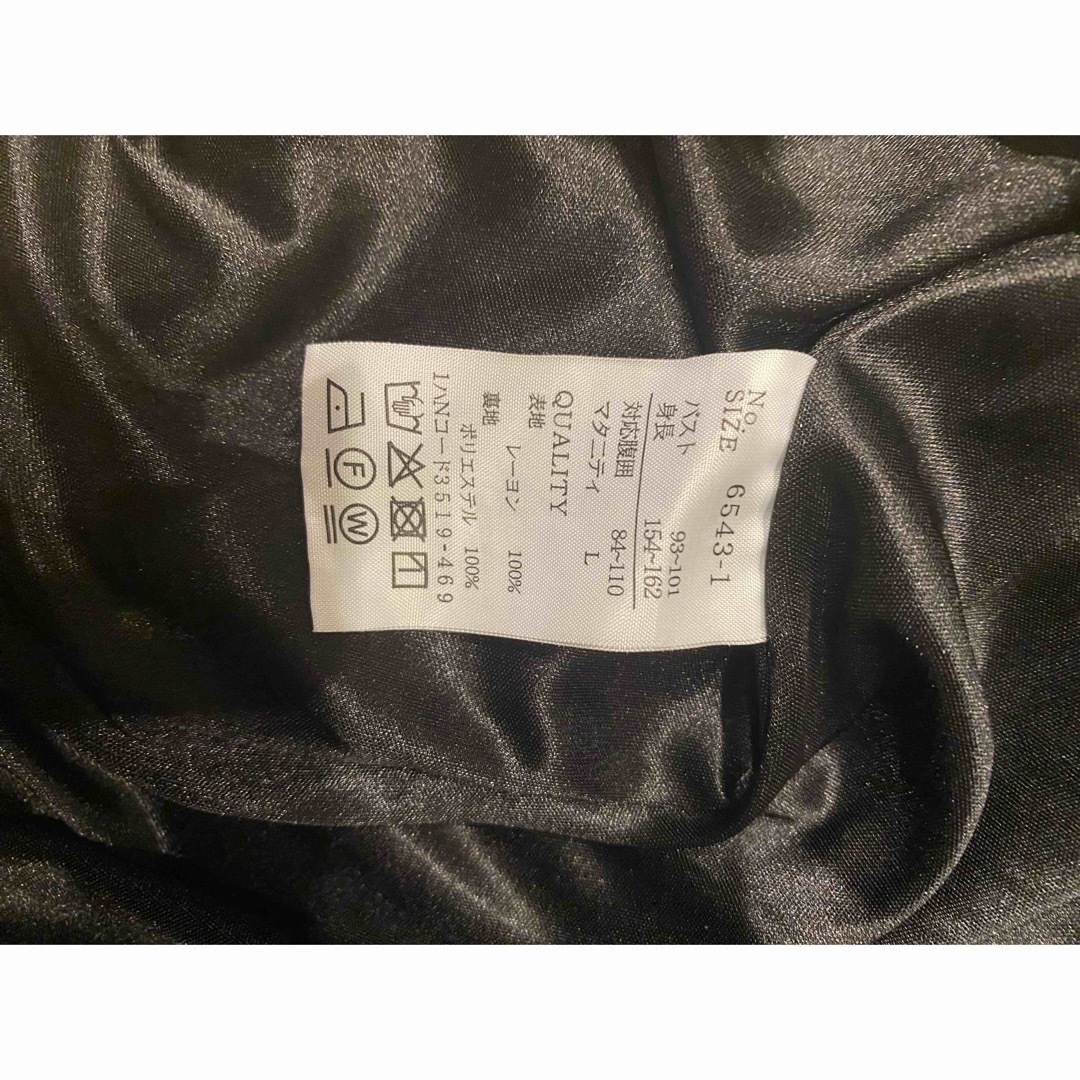 No. 6543-1
SIZE
バスト 93~101
身長 154~162
対応腹囲 84~110
マタニティ L
QUALITY
表地
レーヨン 100%
裏地
ポリエステル 100%
1ハNコード3519-469
F W